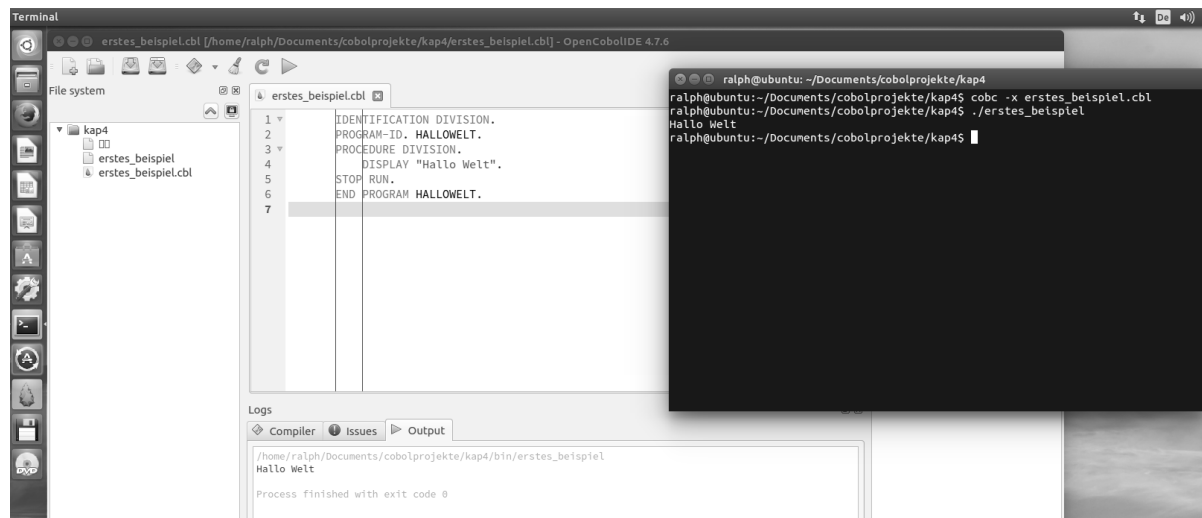 Terminal
De
erstes_beispiel.cbl [/home/ralph/Documents/cobolprojekte/kap4/erstes_beispiel.cbl] - OpenCobolIDE 4.7.6
File system
kap4
erstes_beispiel
erstes_beispiel.cbl
erstes_beispiel.cbl
1 IDENTIFICATION DIVISION.
2 PROGRAM-ID. HALLOWELT.
3 PROCEDURE DIVISION.
4 DISPLAY "Hallo Welt".
5 STOP RUN.
6 END PROGRAM HALLOWELT.
7
ralph@ubuntu: ~/Documents/cobolprojekte/kap4
ralph@ubuntu:~/Documents/cobolprojekte/kap4$ cobc -x erstes_beispiel.cbl
ralph@ubuntu:~/Documents/cobolprojekte/kap4$ ./erstes_beispiel
Hallo Welt
ralph@ubuntu:~/Documents/cobolprojekte/kap4$
Logs
Compiler Issues Output
/home/ralph/Documents/cobolprojekte/kap4/bin/erstes_beispiel
Hallo Welt
Process finished with exit code 0